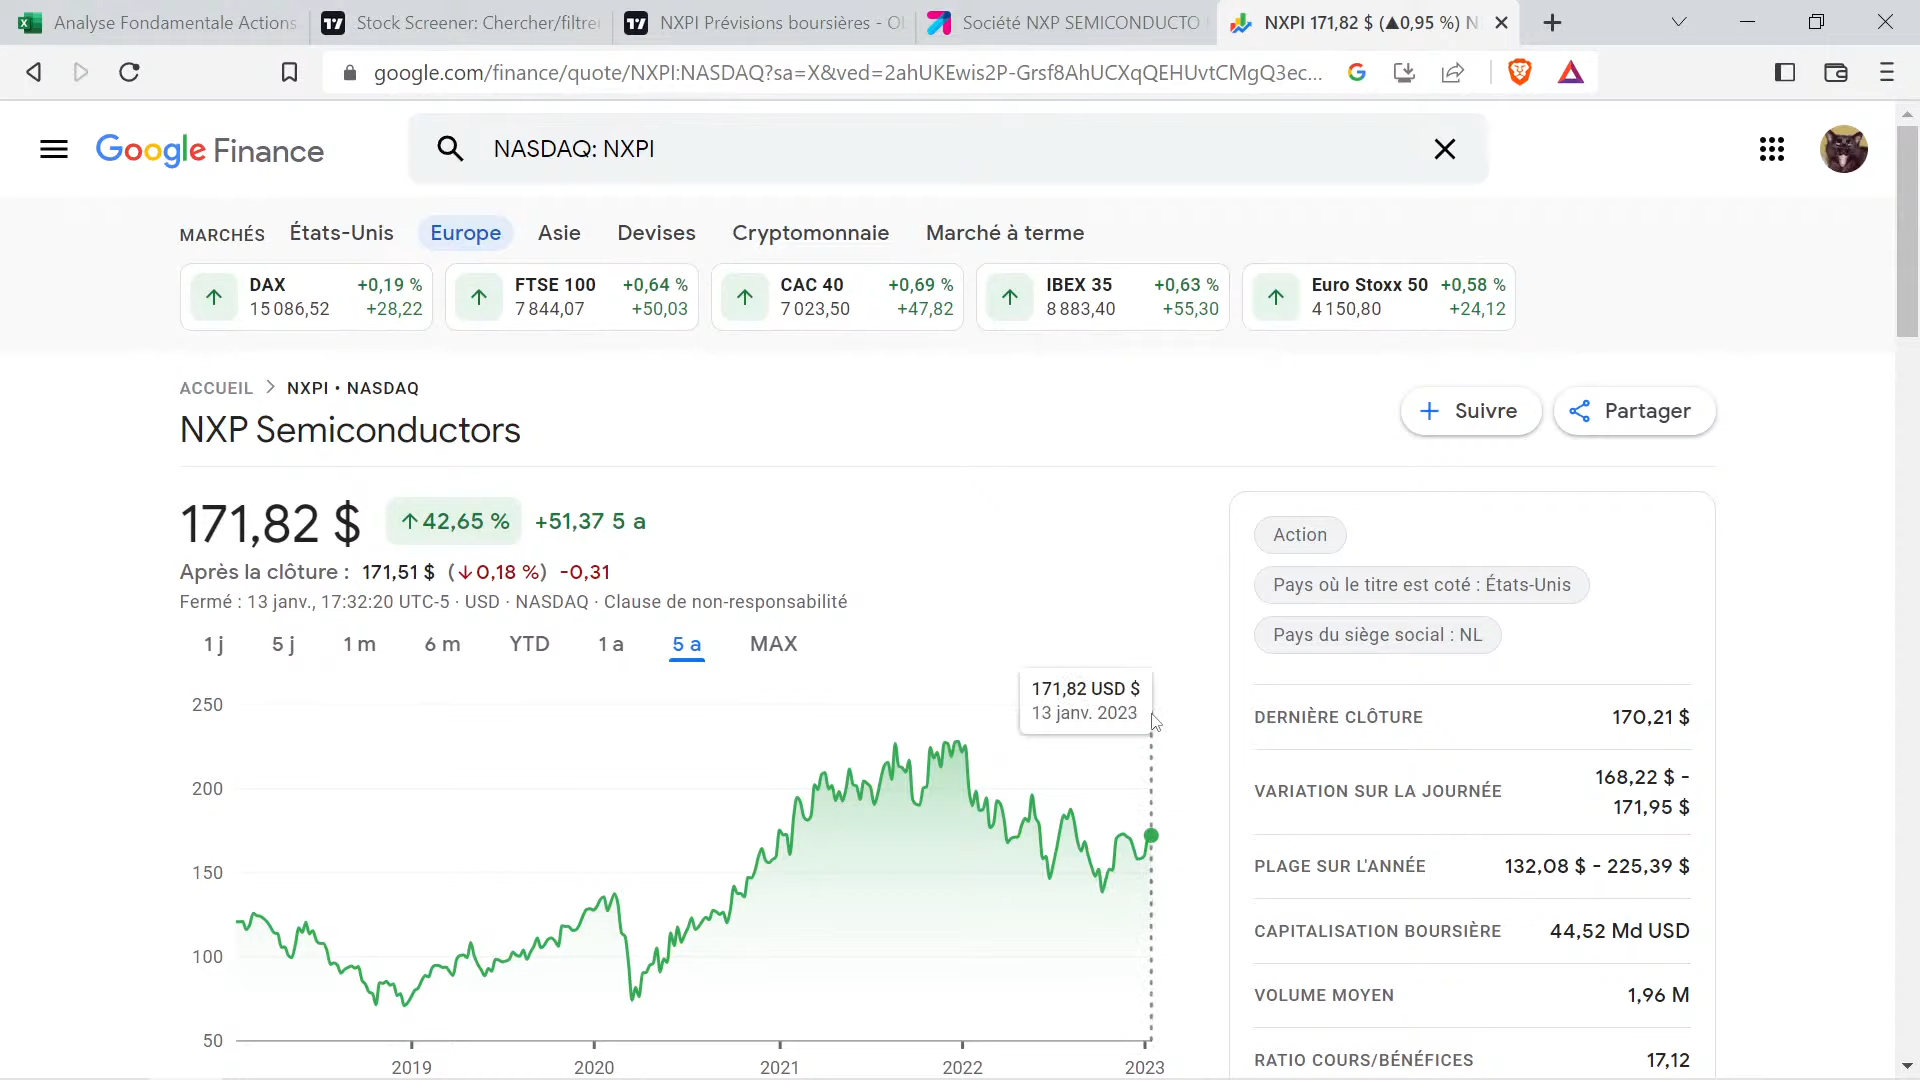 Analyse Fondamentale Actions
Stock Screener: Chercher/filtrer
NXPI Prévisions boursières - O
Société NXP SEMICONDUCTO
NXPI 171,82 $ (▲0,95 %) N
google.com/finance/quote/NXPI:NASDAQ?sa=X&ved=2ahUKEwis2P-Grsf8AhUCXqQEHUvtCMgQ3ec...
Google Finance
NASDAQ: NXPI
MARCHÉS États-Unis Europe Asie Devises Cryptomonnaie Marché à terme
DAX +0,19 %
15 086,52 +28,22
FTSE 100 +0,64 %
7 844,07 +50,03
CAC 40 +0,69 %
7 023,50 +47,82
IBEX 35 +0,63 %
8 883,40 +55,30
Euro Stoxx 50 +0,58 %
4 150,80 +24,12
ACCUEIL > NXPI • NASDAQ
NXP Semiconductors
Suivre
Partager
171,82 $ ↑42,65 % +51,37 5 a
Après la clôture : 171,51 $ (↓0,18 %) -0,31
Fermé : 13 janv., 17:32:20 UTC-5 · USD · NASDAQ · Clause de non-responsabilité
1 j 5 j 1 m 6 m YTD 1 a 5 a MAX
171,82 USD $
13 janv. 2023
250
200
150
100
50
2019 2020 2021 2022 2023
Action
Pays où le titre est coté : États-Unis
Pays du siège social : NL
DERNIÈRE CLÔTURE 170,21 $
VARIATION SUR LA JOURNÉE 168,22 $ -
171,95 $
PLAGE SUR L'ANNÉE 132,08 $ - 225,39 $
CAPITALISATION BOURSIÈRE 44,52 Md USD
VOLUME MOYEN 1,96 M
RATIO COURS/BÉNÉFICES 17,12